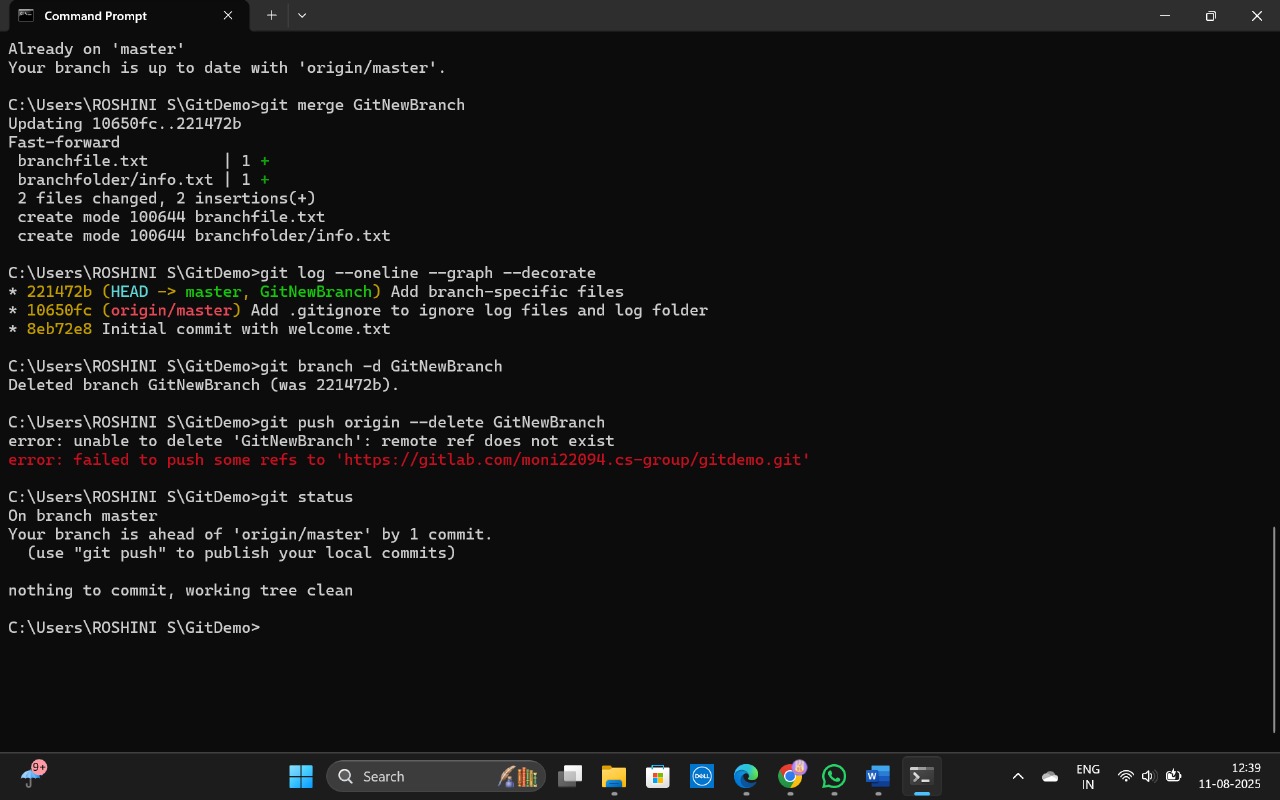 Command Prompt
Already on 'master'
Your branch is up to date with 'origin/master'.
C:\Users\ROSHINI S\GitDemo>git merge GitNewBranch
Updating 10650fc..221472b
Fast-forward
 branchfile.txt        | 1 +
 branchfolder/info.txt | 1 +
 2 files changed, 2 insertions(+)
 create mode 100644 branchfile.txt
 create mode 100644 branchfolder/info.txt
C:\Users\ROSHINI S\GitDemo>git log --oneline --graph --decorate
* 221472b (HEAD -> master, GitNewBranch) Add branch-specific files
* 10650fc (origin/master) Add .gitignore to ignore log files and log folder
* 8eb72e8 Initial commit with welcome.txt
C:\Users\ROSHINI S\GitDemo>git branch -d GitNewBranch
Deleted branch GitNewBranch (was 221472b).
C:\Users\ROSHINI S\GitDemo>git push origin --delete GitNewBranch
error: unable to delete 'GitNewBranch': remote ref does not exist
error: failed to push some refs to 'https://gitlab.com/moni22094.cs-group/gitdemo.git'
C:\Users\ROSHINI S\GitDemo>git status
On branch master
Your branch is ahead of 'origin/master' by 1 commit.
  (use "git push" to publish your local commits)
nothing to commit, working tree clean
C:\Users\ROSHINI S\GitDemo>
9+
Search
DELL
W
ENG
IN
12:39
11-08-2025